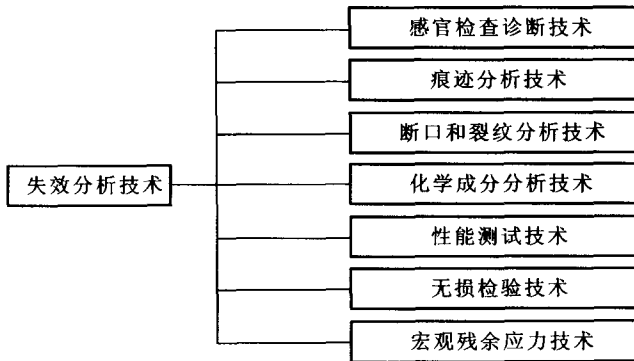 感官检查诊断技术
痕迹分析技术
断口和裂纹分析技术
失效分析技术
化学成分分析技术
性能测试技术
无损检验技术
宏观残余应力技术